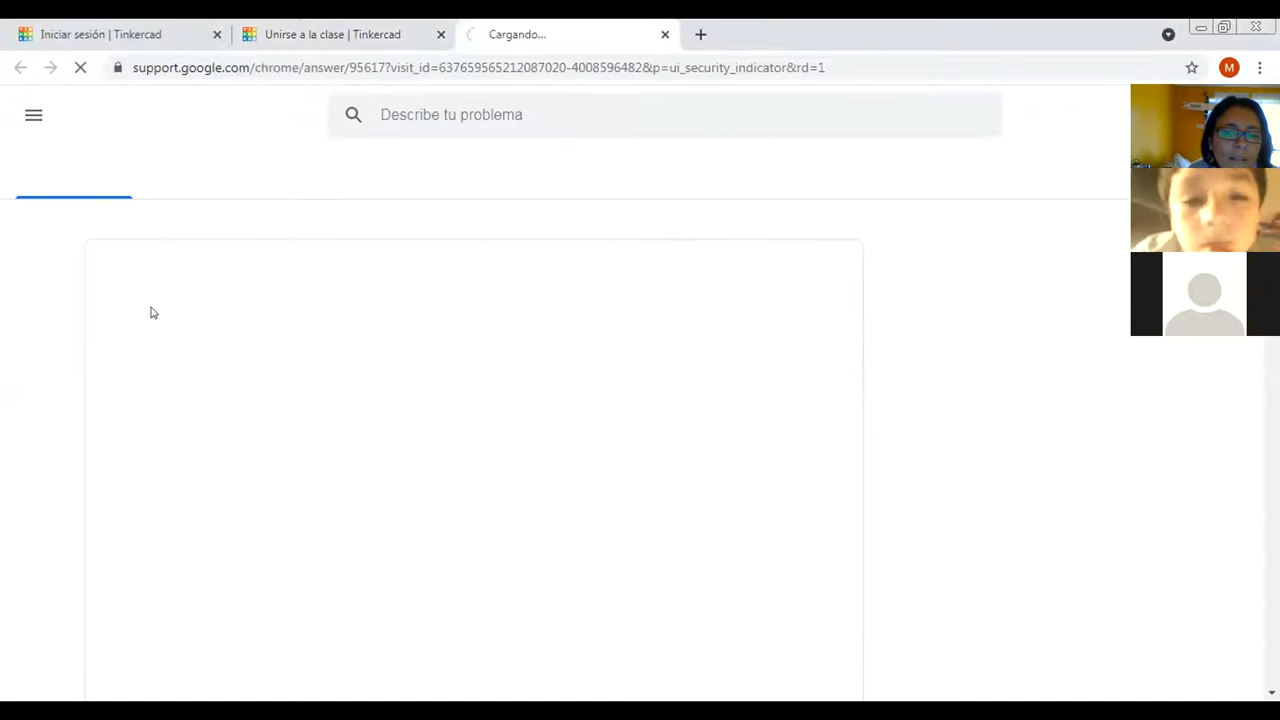 Iniciar sesión | Tinkercad
Unirse a la clase | Tinkercad
Cargando...
support.google.com/chrome/answer/95617?visit_id=637659565212087020-4008596482&p=ui_security_indicator&rd=1
M
Describe tu problema